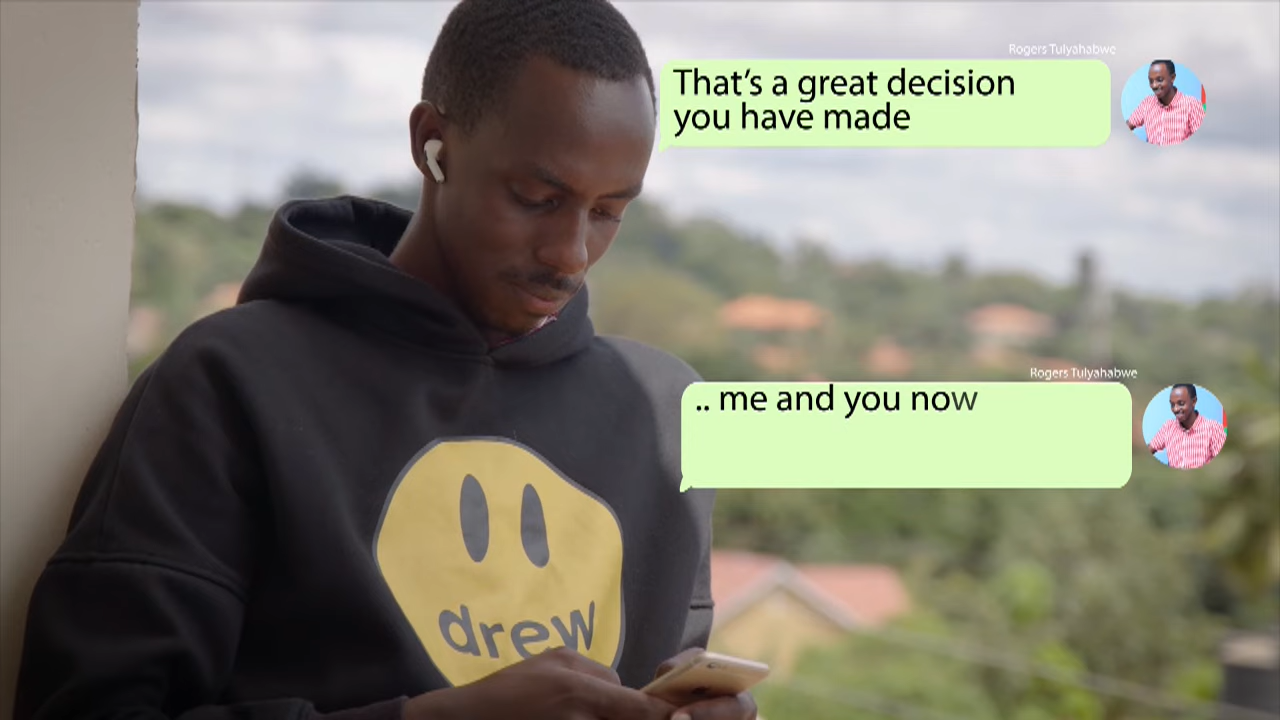 Rogers Tulyahabwe
That's a great decision
you have made
Rogers Tulyahabwe
.. me and you now
drew